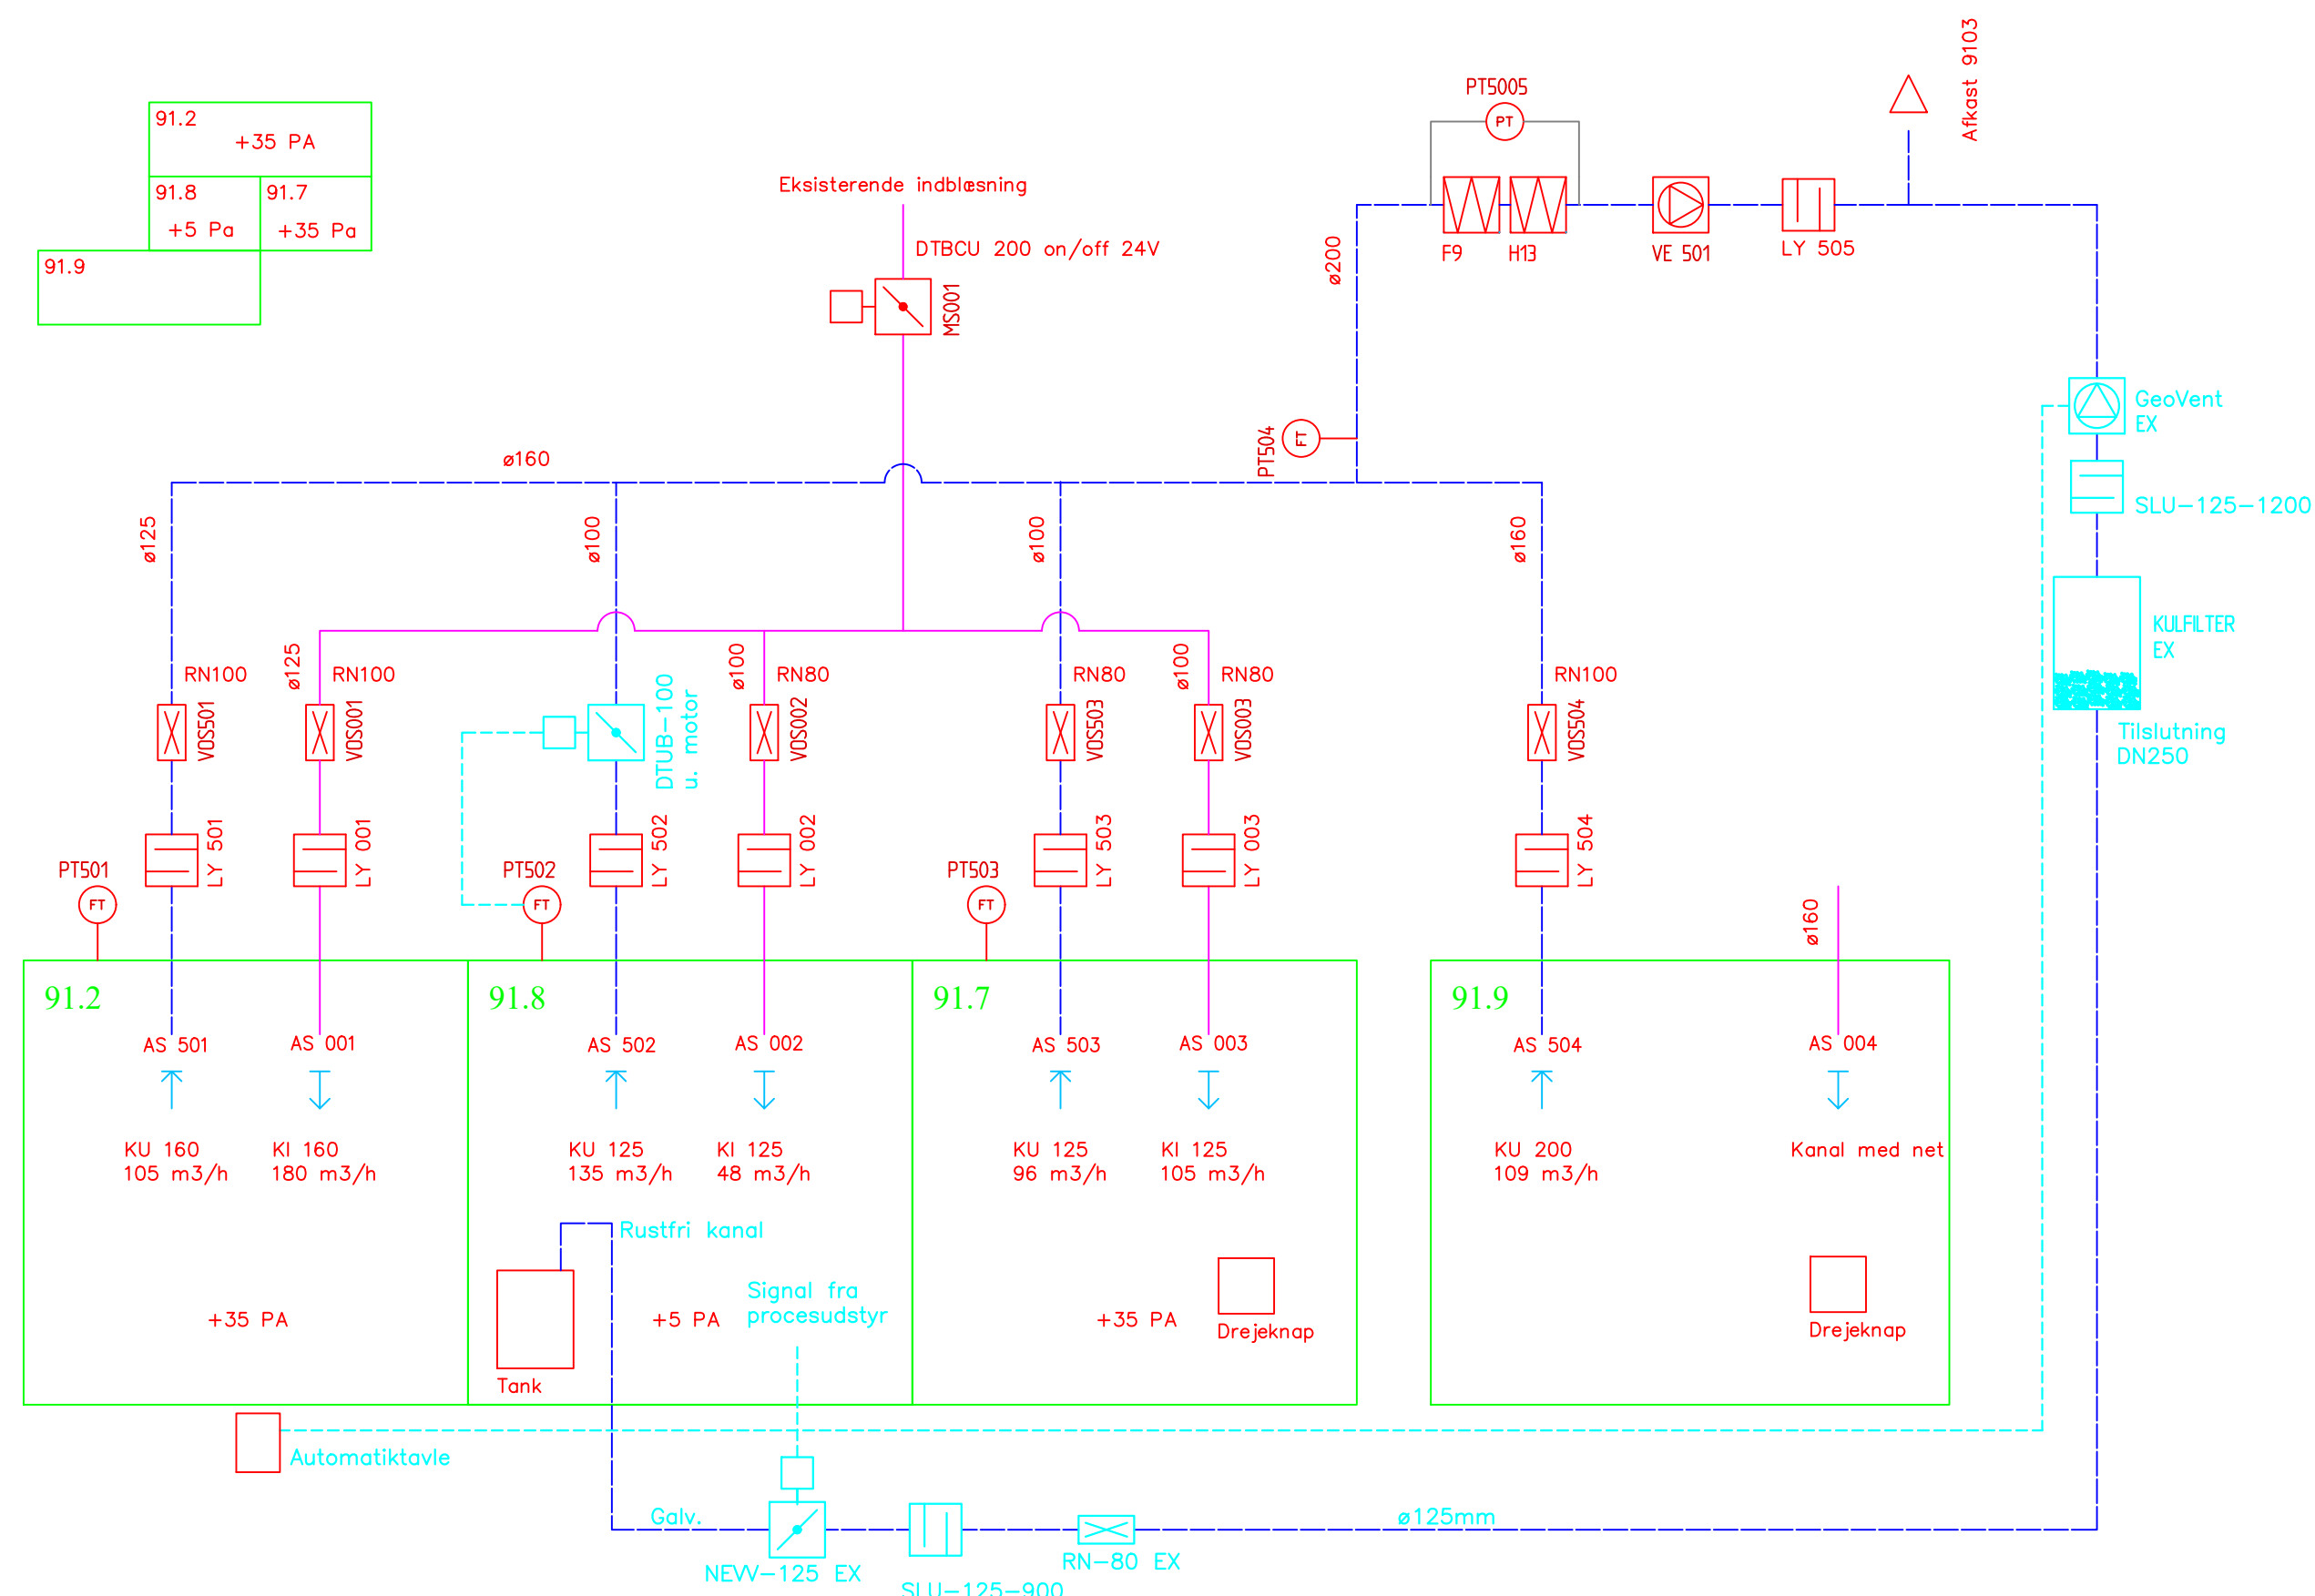 91.2
+35 PA
91.8
+5 Pa
91.7
+35 Pa
91.9
Eksisterende indblæsning
DTBCU 200 on/off 24V
MS001
PT5005
PT
F9
H13
VE 501
LY 505
Afkast 9103
ø200
PT504
FT
GeoVent
EX
SLU-125-1200
KULFILTER
EX
Tilslutning
DN250
ø160
ø125
ø100
ø100
ø160
RN100
VOS501
ø125
RN100
VOS001
DTUB-100
u. motor
ø100
RN80
VOS002
RN80
VOS503
ø100
RN80
VOS003
RN100
VOS504
PT501
FT
LY 501
LY 001
PT502
FT
LY 502
LY 002
PT503
FT
LY 503
LY 003
LY 504
ø160
91.2
AS 501
AS 001
KU 160
105 m3/h
KI 160
180 m3/h
+35 PA
91.8
AS 502
AS 002
KU 125
135 m3/h
KI 125
48 m3/h
Rustfri kanal
Signal fra
procesudstyr
+5 PA
Tank
91.7
AS 503
AS 003
KU 125
96 m3/h
KI 125
105 m3/h
+35 PA
Drejeknap
91.9
AS 504
AS 004
KU 200
109 m3/h
Kanal med net
Drejeknap
Automatiktavle
Galv.
NEVV-125 EX
SLU-125-900
RN-80 EX
ø125mm